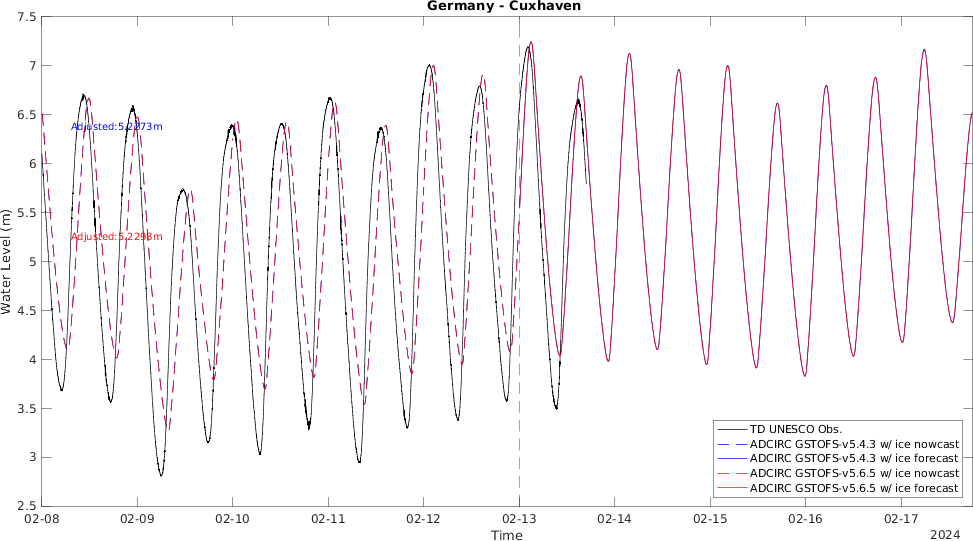 Germany - Cuxhaven
7.5
7
6.5
6
5.5
5
4.5
4
3.5
3
2.5
Water Level (m)
Adjusted:5.2273m
Adjusted:5.2293m
TD UNESCO Obs.
ADCIRC GSTOFS-v5.4.3 w/ ice nowcast
ADCIRC GSTOFS-v5.4.3 w/ ice forecast
ADCIRC GSTOFS-v5.6.5 w/ ice nowcast
ADCIRC GSTOFS-v5.6.5 w/ ice forecast
02-08 02-09 02-10 02-11 02-12 02-13 02-14 02-15 02-16 02-17
Time
2024